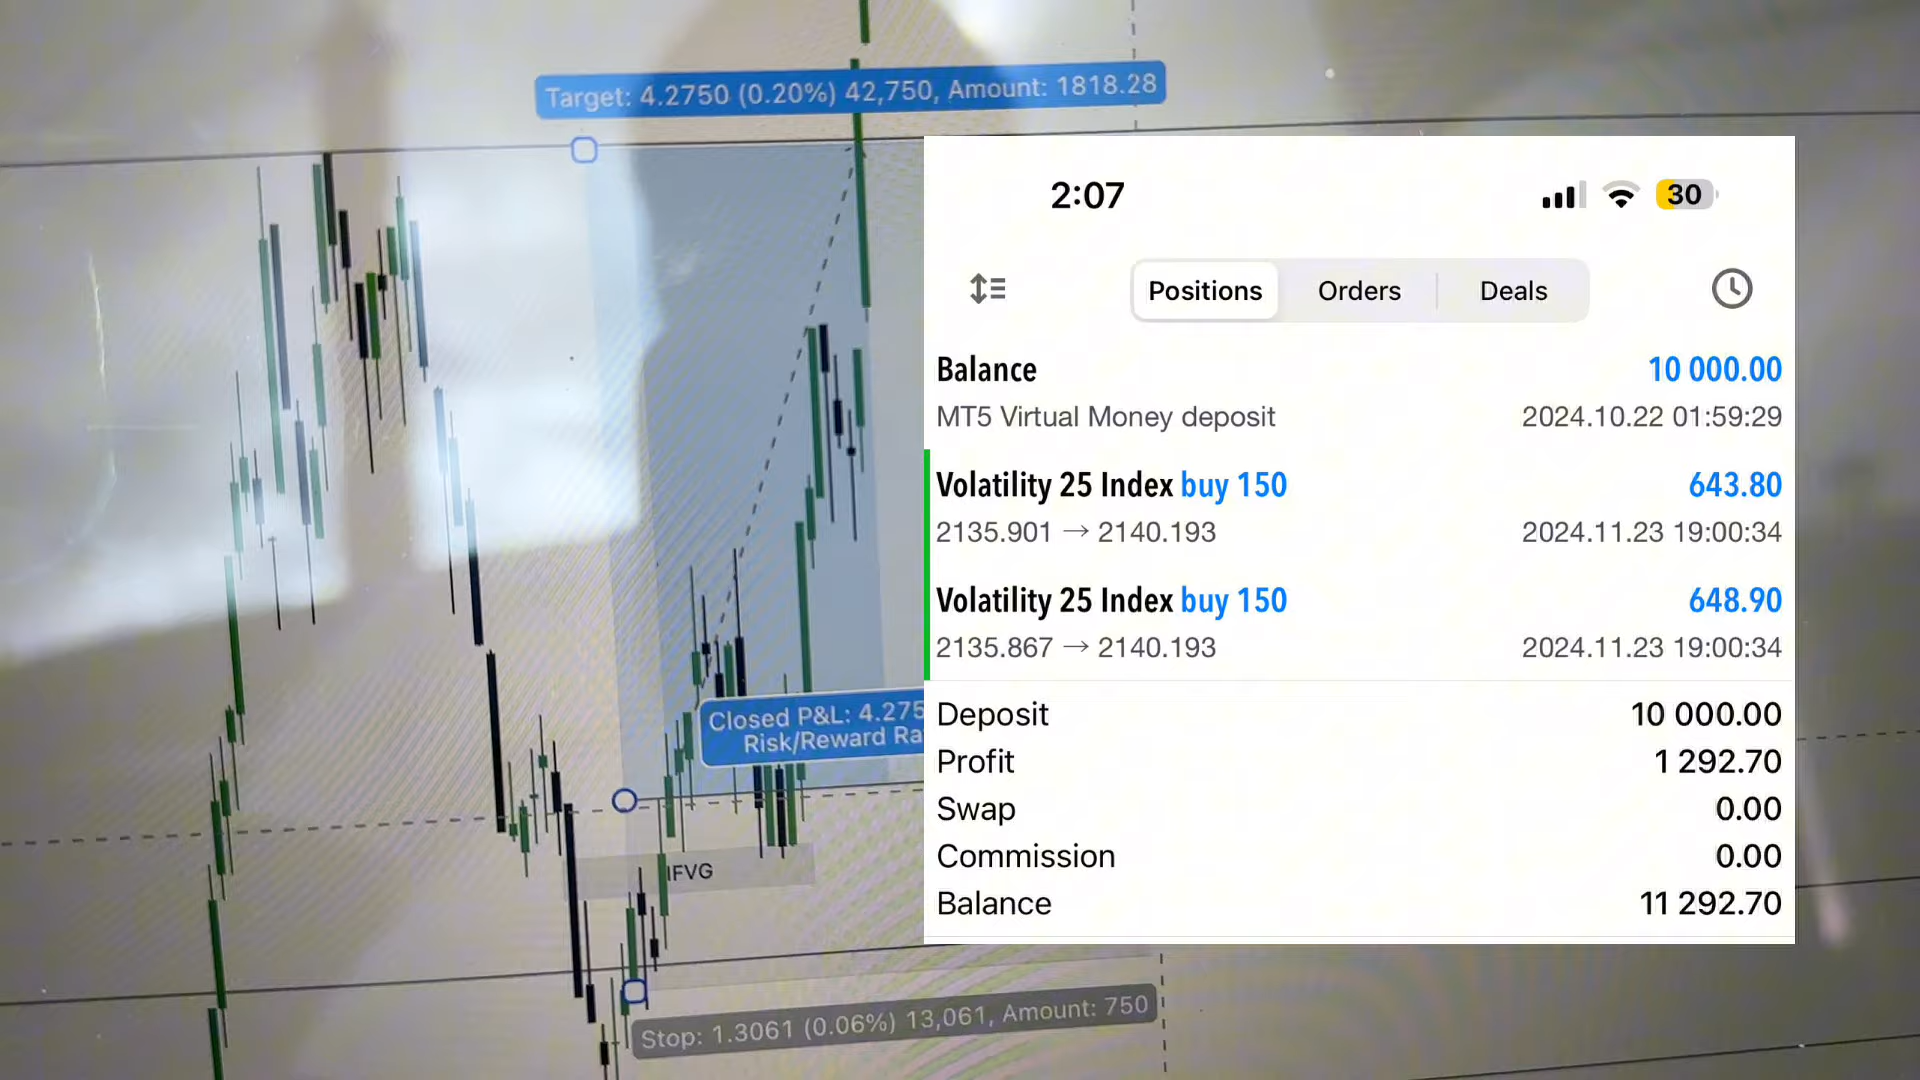 Target: 4.2750 (0.20%) 42,750, Amount: 1818.28
2:07
30
Positions
Orders
Deals
Balance
10 000.00
MT5 Virtual Money deposit
2024.10.22 01:59:29
Volatility 25 Index buy 150
643.80
2135.901 → 2140.193
2024.11.23 19:00:34
Volatility 25 Index buy 150
648.90
2135.867 → 2140.193
2024.11.23 19:00:34
Deposit
10 000.00
Profit
1 292.70
Swap
0.00
Commission
0.00
Balance
11 292.70
Closed P&L: 4.275
Risk/Reward Ra
IFVG
Stop: 1.3061 (0.06%) 13,061, Amount: 750